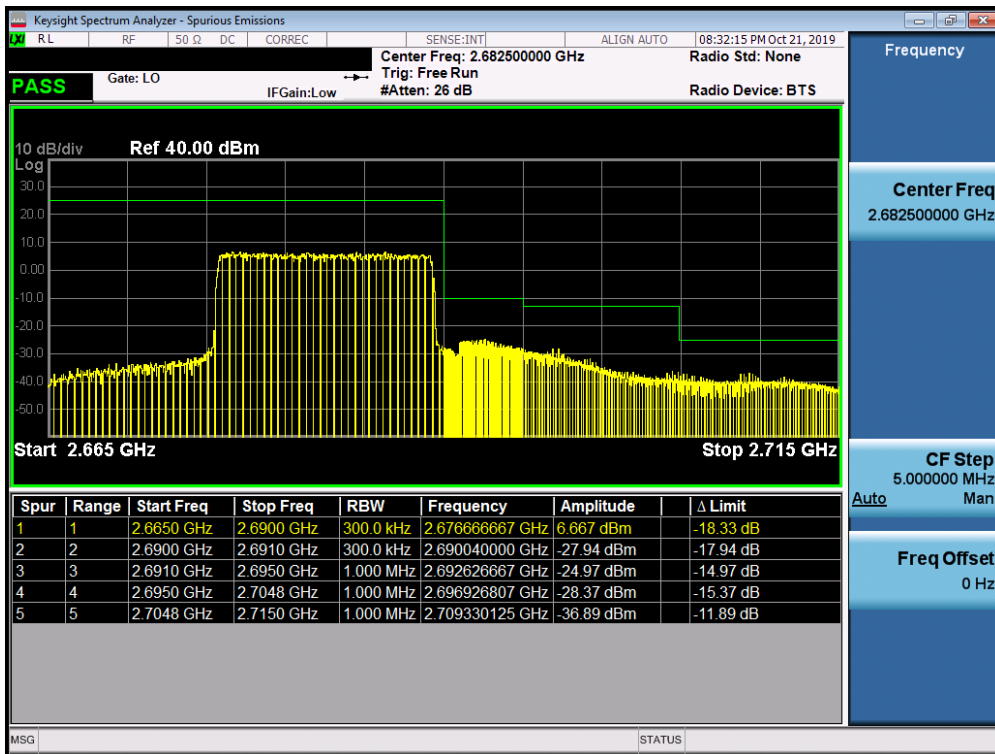 Keysight Spectrum Analyzer - Spurious Emissions
LXI RL RF 50 Ω DC CORREC SENSE:INT ALIGN AUTO 08:32:15 PM Oct 21, 2019
Center Freq: 2.682500000 GHz Radio Std: None
PASS Gate: LO Trig: Free Run
IFGain:Low #Atten: 26 dB Radio Device: BTS
10 dB/div Ref 40.00 dBm
Log
30.0
20.0
10.0
0.00
-10.0
-20.0
-30.0
-40.0
-50.0
Start 2.665 GHz Stop 2.715 GHz
Spur Range Start Freq Stop Freq RBW Frequency Amplitude Δ Limit
1 1 2.6650 GHz 2.6900 GHz 300.0 kHz 2.676666667 GHz 6.667 dBm -18.33 dB
2 2 2.6900 GHz 2.6910 GHz 300.0 kHz 2.690040000 GHz -27.94 dBm -17.94 dB
3 3 2.6910 GHz 2.6950 GHz 1.000 MHz 2.692626667 GHz -24.97 dBm -14.97 dB
4 4 2.6950 GHz 2.7048 GHz 1.000 MHz 2.696926807 GHz -28.37 dBm -15.37 dB
5 5 2.7048 GHz 2.7150 GHz 1.000 MHz 2.709330125 GHz -36.89 dBm -11.89 dB
Frequency
Center Freq
2.682500000 GHz
CF Step
5.000000 MHz
Auto Man
Freq Offset
0 Hz
MSG STATUS